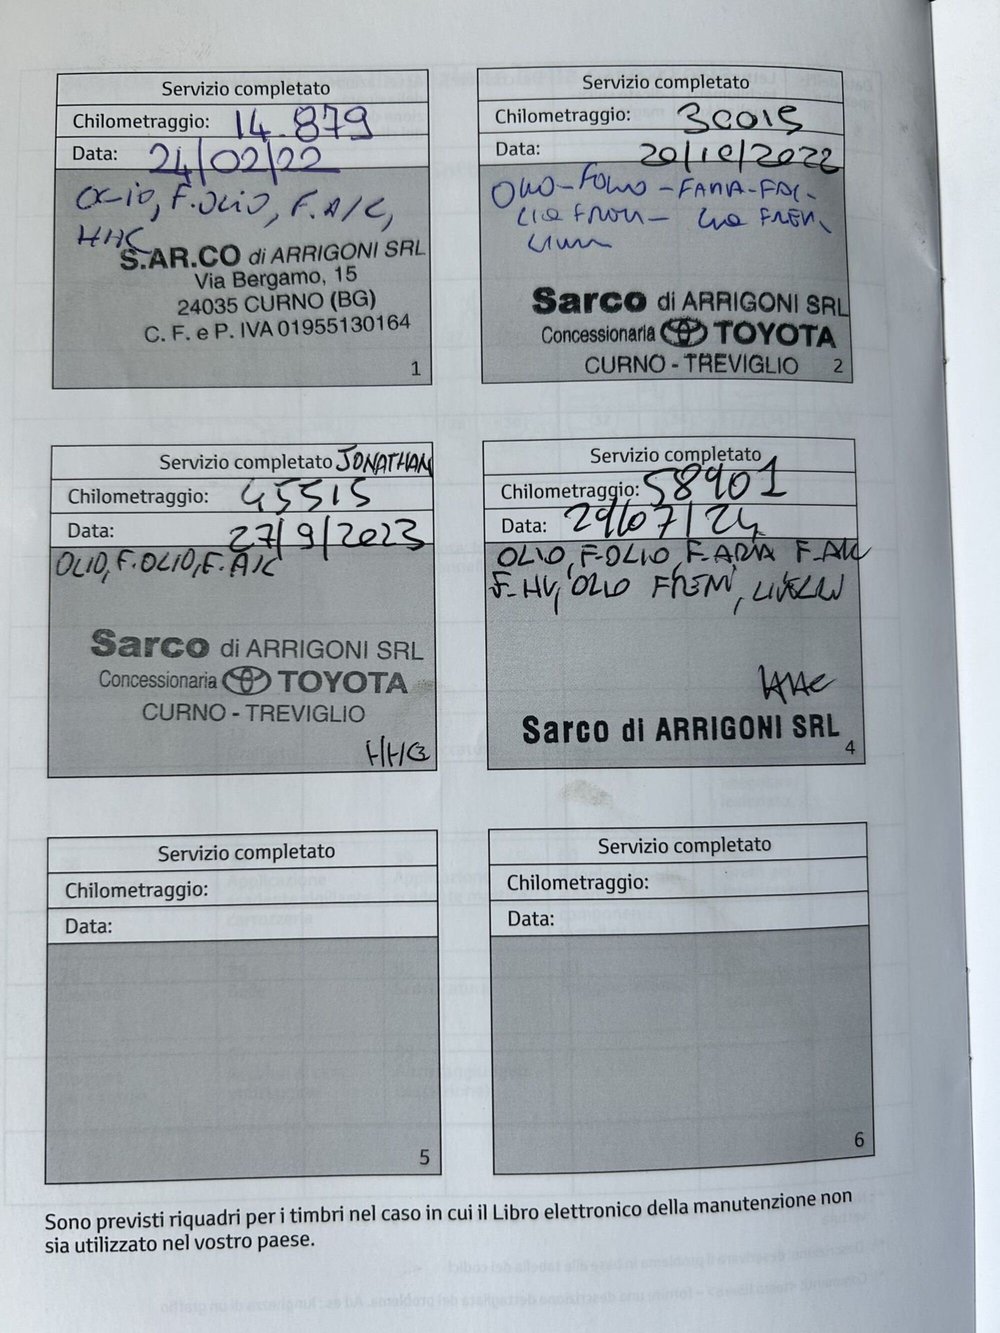 Servizio completato
Chilometraggio: 14.879
Data: 24/02/22
OLIO, F.OLIO, F.A/C,
HHC
S.AR.CO di ARRIGONI SRL
Via Bergamo, 15
24035 CURNO (BG)
C. F. e P. IVA 01955130164
1
Servizio completato
Chilometraggio: 30015
Data: 20/10/2022
OLIO-
Sarco di ARRIGONI SRL
Concessionaria TOYOTA
CURNO - TREVIGLIO
2
Servizio completato JONATHAN
Chilometraggio: 45515
Data: 27/9/2023
OLIO, F.OLIO, F. A/C
Sarco di ARRIGONI SRL
Concessionaria TOYOTA
CURNO - TREVIGLIO
Servizio completato
Chilometraggio: 58901
Data: 29/07/24
OLIO, F.OLIO, F.ARIA F.A/C
F.HV, OLIO FRENI, LIVELLI
Sarco di ARRIGONI SRL
4
Servizio completato
Chilometraggio:
Data:
5
Servizio completato
Chilometraggio:
Data:
6
Sono previsti riquadri per i timbri nel caso in cui il Libro elettronico della manutenzione non
sia utilizzato nel vostro paese.